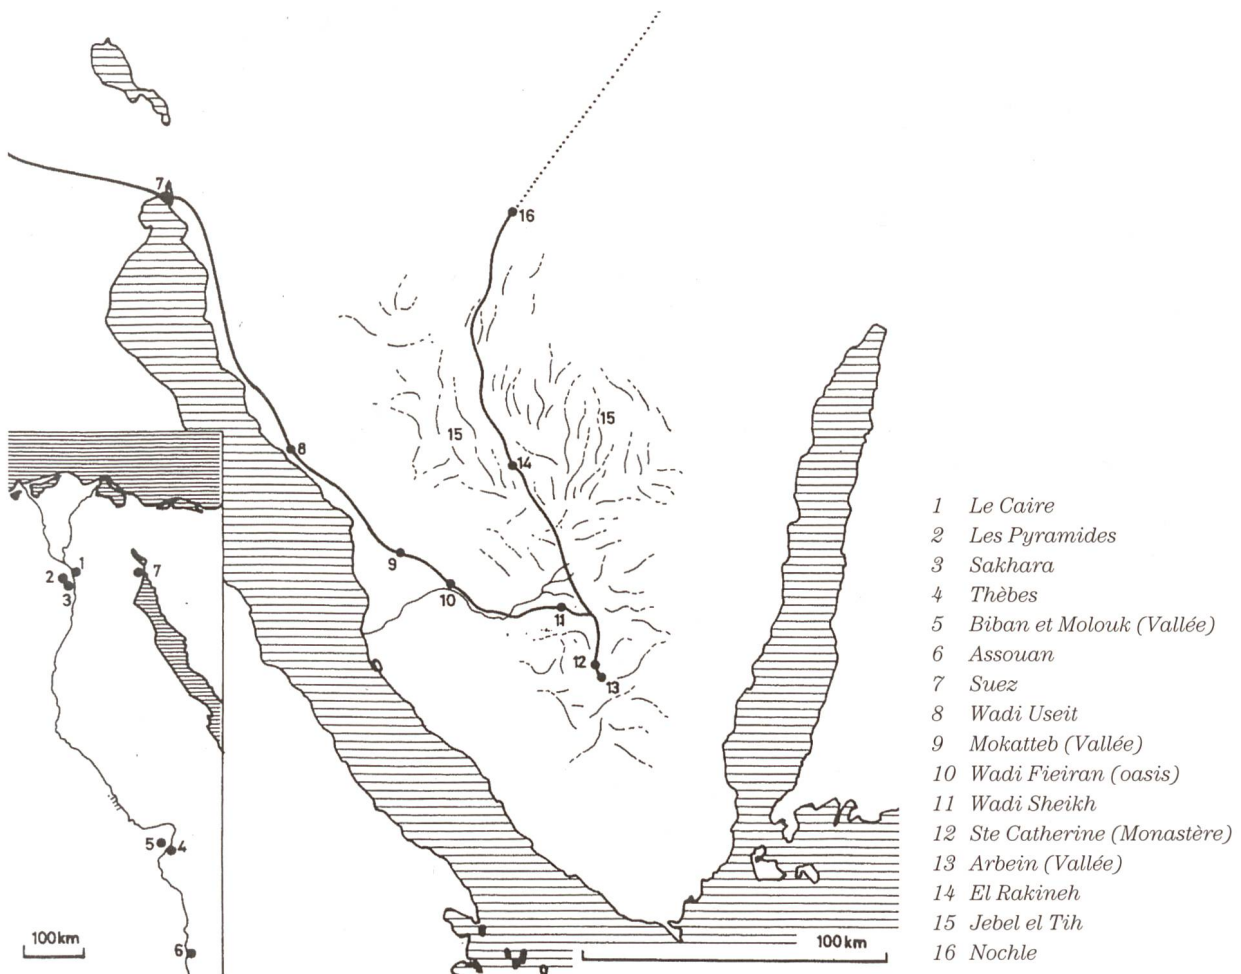 7
16
15
15
14
8
9
10
11
12
13
1
2
3
7
5
4
6
100km
100km
1 Le Caire
2 Les Pyramides
3 Sakhara
4 Thèbes
5 Biban et Molouk (Vallée)
6 Assouan
7 Suez
8 Wadi Useit
9 Mokatteb (Vallée)
10 Wadi Fieiran (oasis)
11 Wadi Sheikh
12 Ste Catherine (Monastère)
13 Arbein (Vallée)
14 El Rakineh
15 Jebel el Tih
16 Nochle